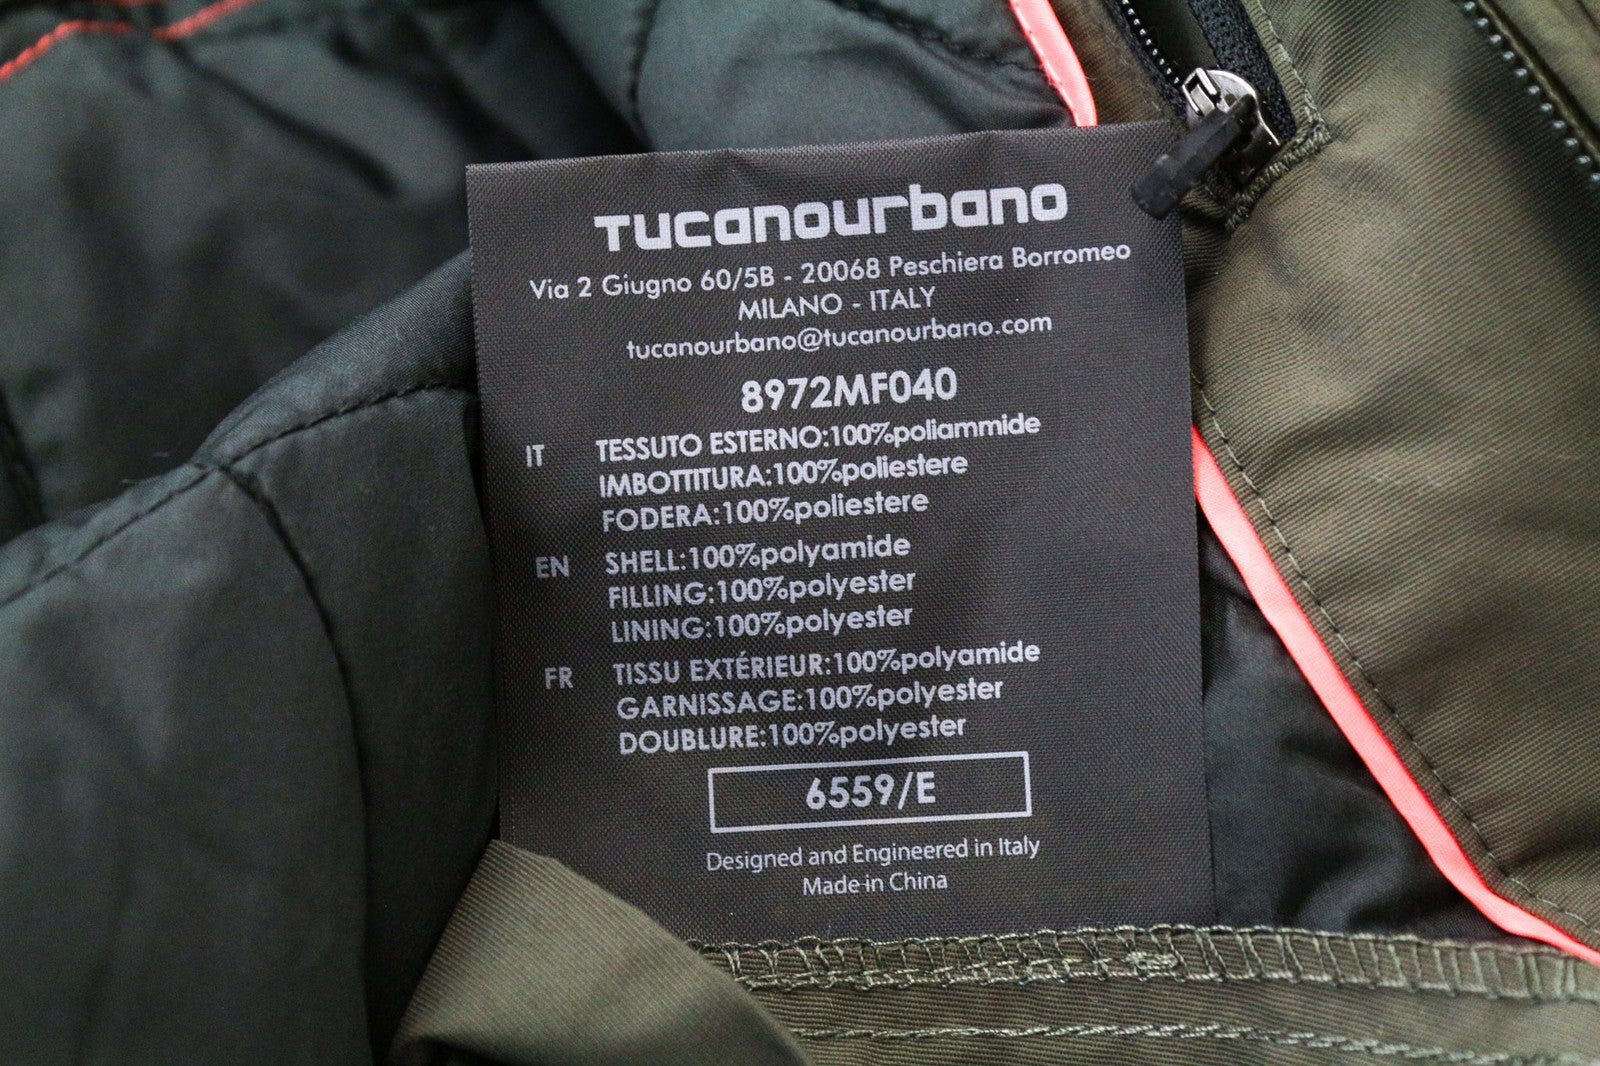 Tucanourbano
Via 2 Giugno 60/5B - 20068 Peschiera Borromeo
MILANO - ITALY
tucanourbano@tucanourbano.com
8972MF040
IT TESSUTO ESTERNO:100%poliammide
IMBOTTITURA:100%poliestere
FODERA:100%poliestere
EN SHELL:100%polyamide
FILLING:100%polyester
LINING:100%polyester
FR TISSU EXTÉRIEUR:100%polyamide
GARNISSAGE:100%polyester
DOUBLURE:100%polyester
6559/E
Designed and Engineered in Italy
Made in China